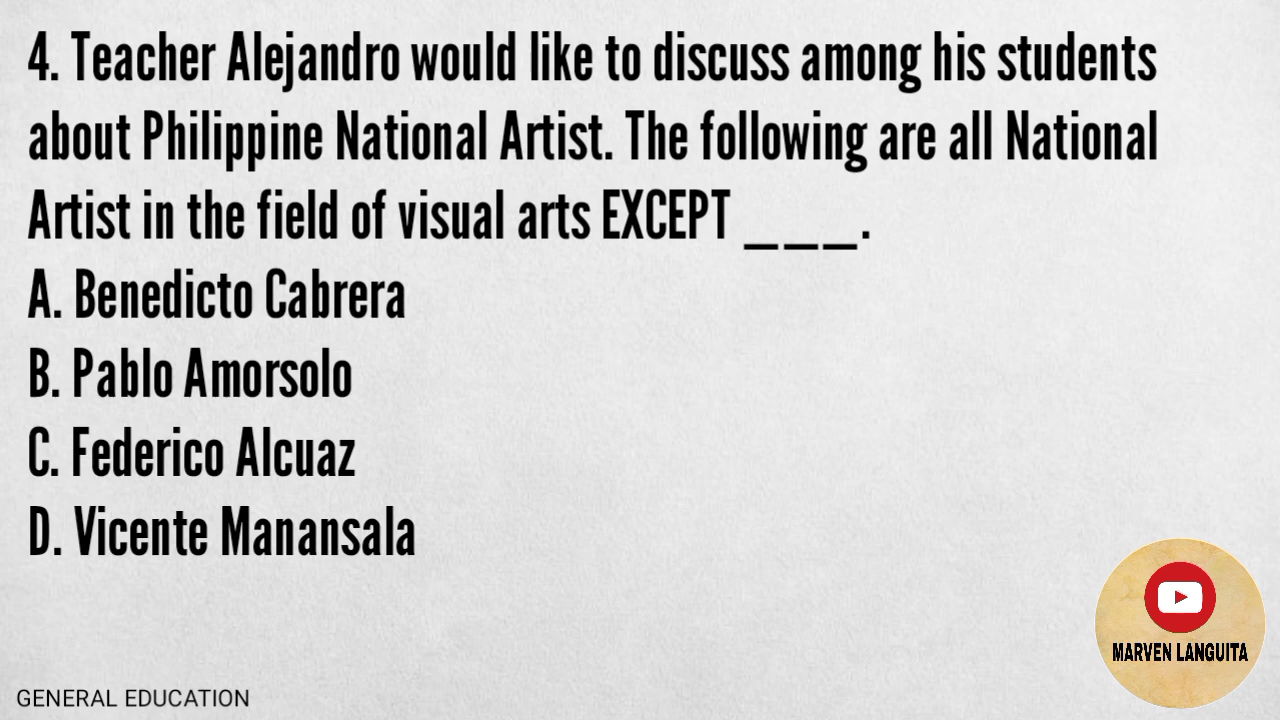 4. Teacher Alejandro would like to discuss among his students
about Philippine National Artist. The following are all National
Artist in the field of visual arts EXCEPT ___.
A. Benedicto Cabrera
B. Pablo Amorsolo
C. Federico Alcuaz
D. Vicente Manansala
MARVEN LANGUITA
GENERAL EDUCATION